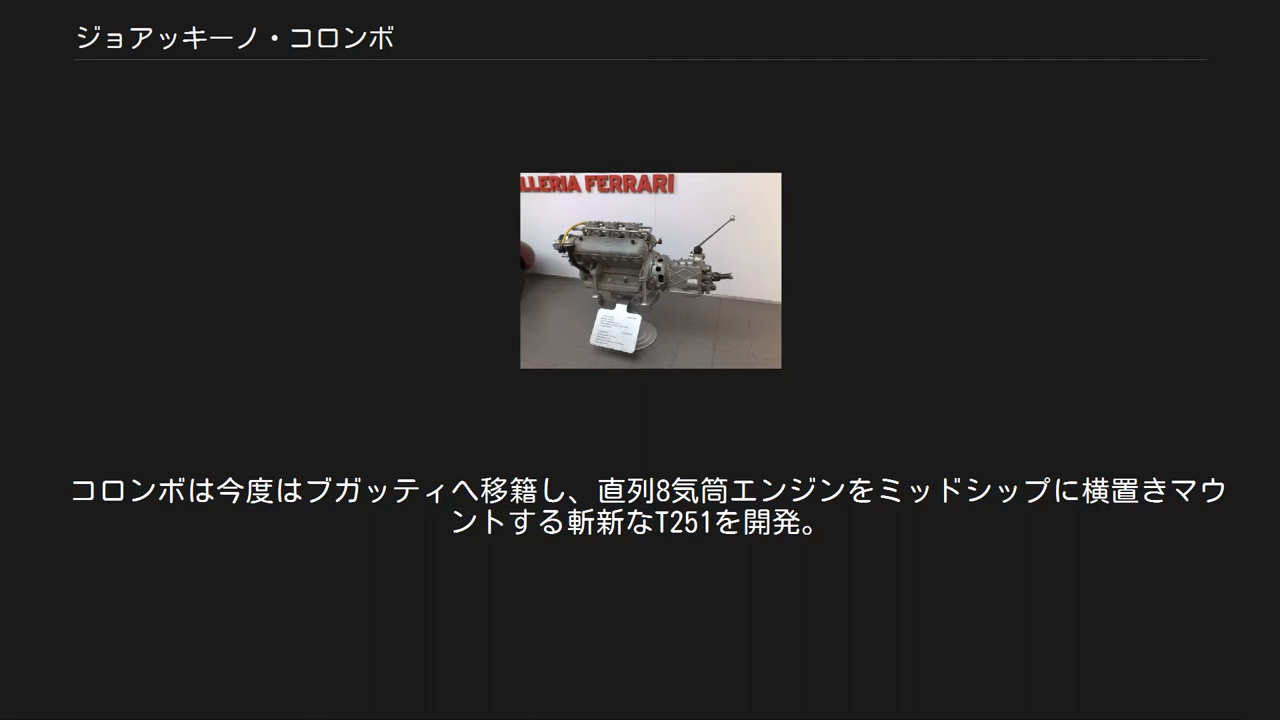 ジョアッキーノ・コロンボ
LLERIA FERRARI
コロンボは今度はブガッティへ移籍し、直列8気筒エンジンをミッドシップに横置きマウ
ントする斬新なT251を開発。